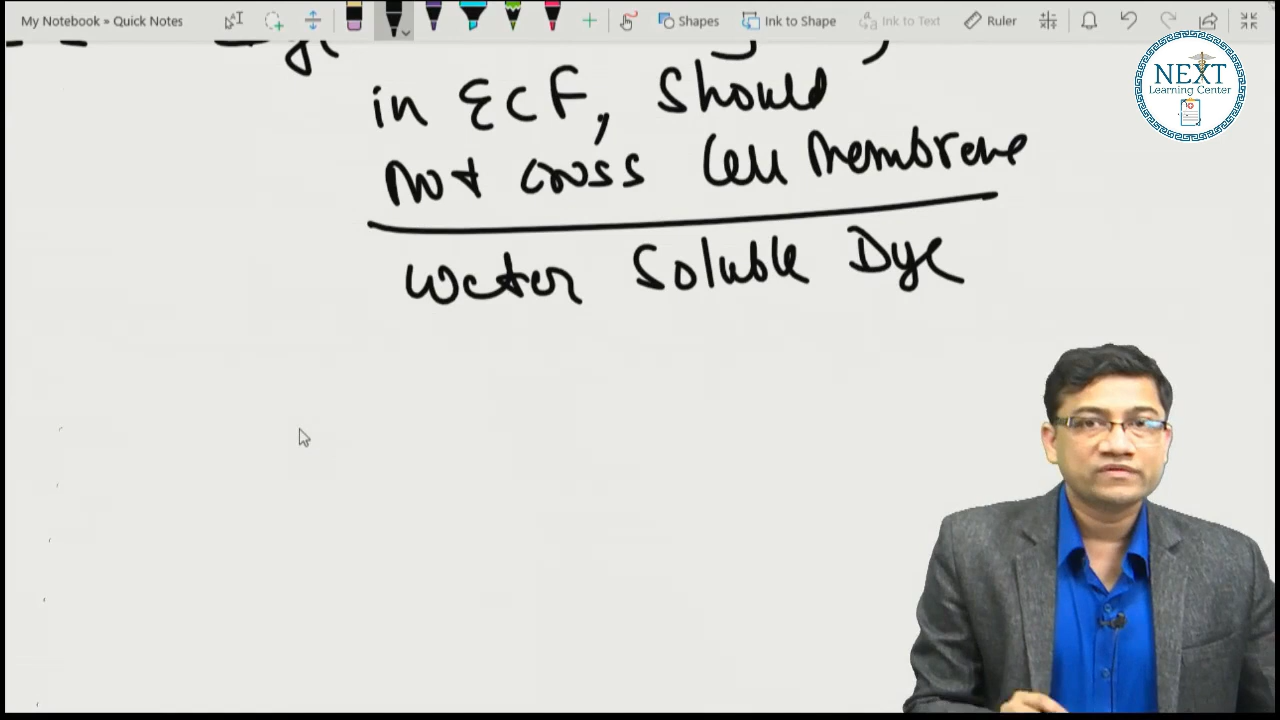 My Notebook » Quick Notes Shapes Ink to Shape Ink to Text Ruler
NEXT
Learning Center
in ECF, Should
not cross Cell membrane
Water Soluble Dye